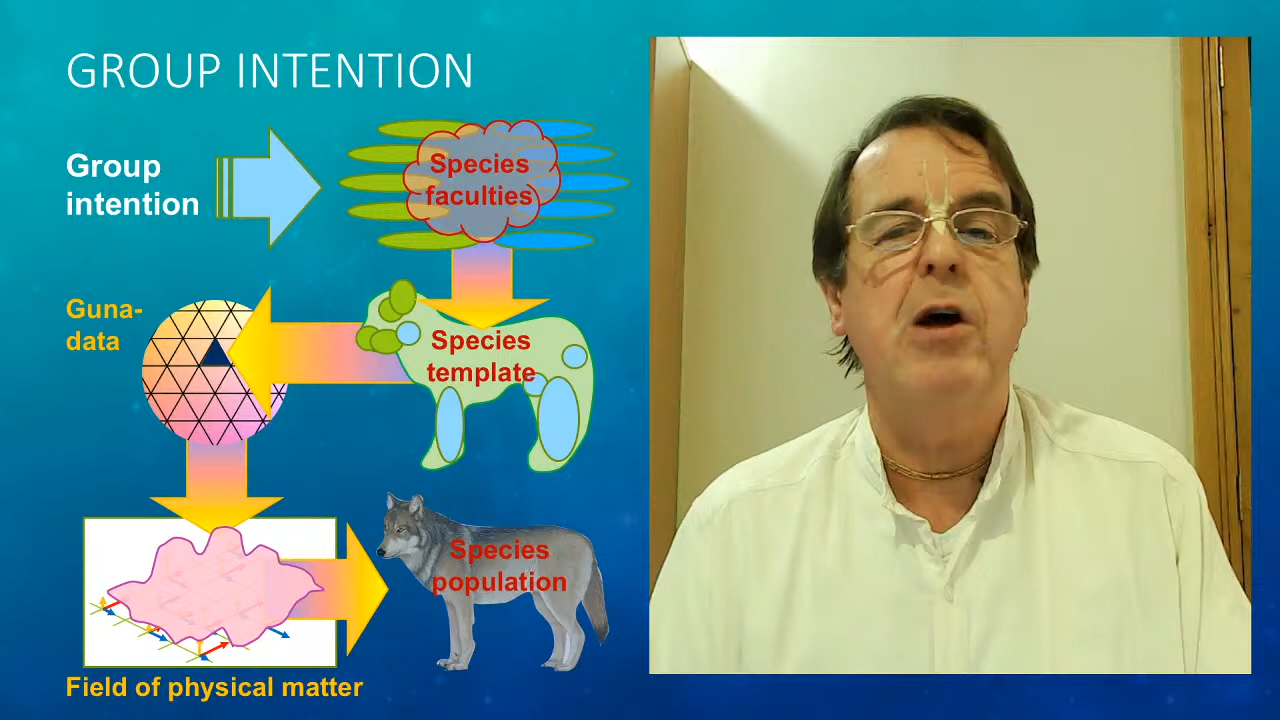 GROUP INTENTION
Group
intention
Species
faculties
Guna-
data
Species
template
Species
population
Field of physical matter